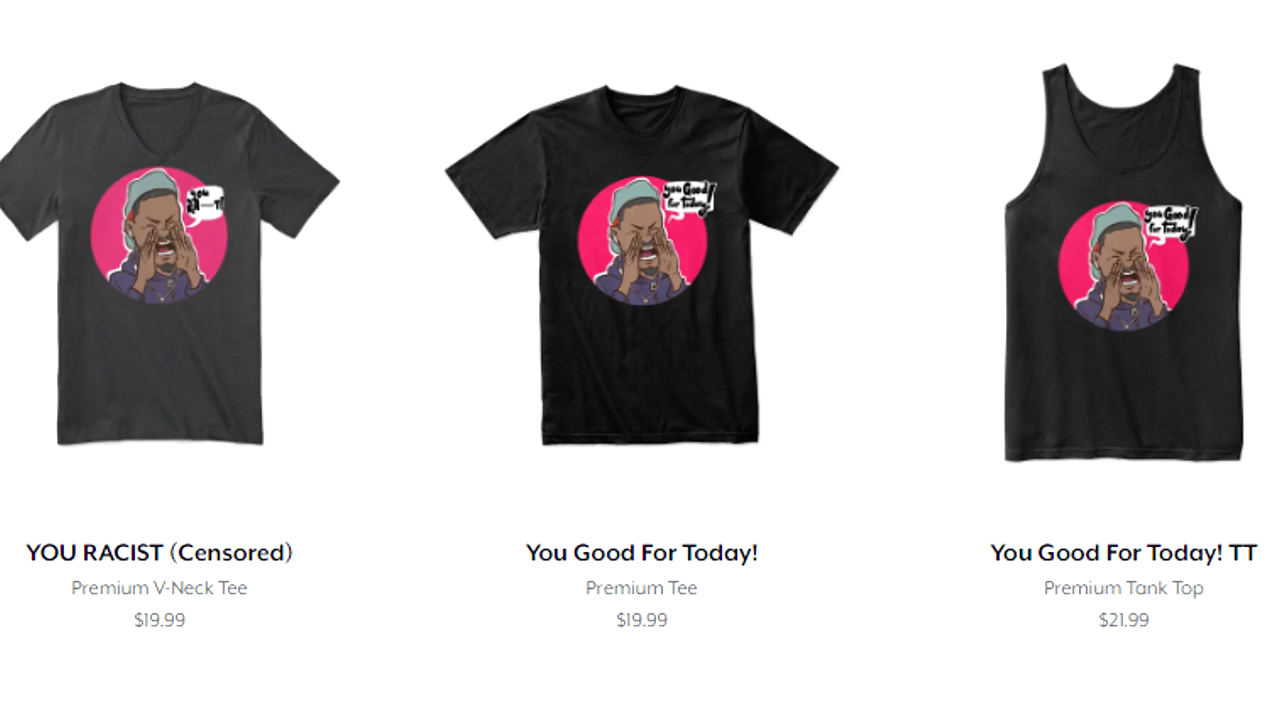 you
RA—T!
you Good!
for Today!
you Good!
for Today!
YOU RACIST (Censored)
Premium V-Neck Tee
$19.99
You Good For Today!
Premium Tee
$19.99
You Good For Today! TT
Premium Tank Top
$21.99